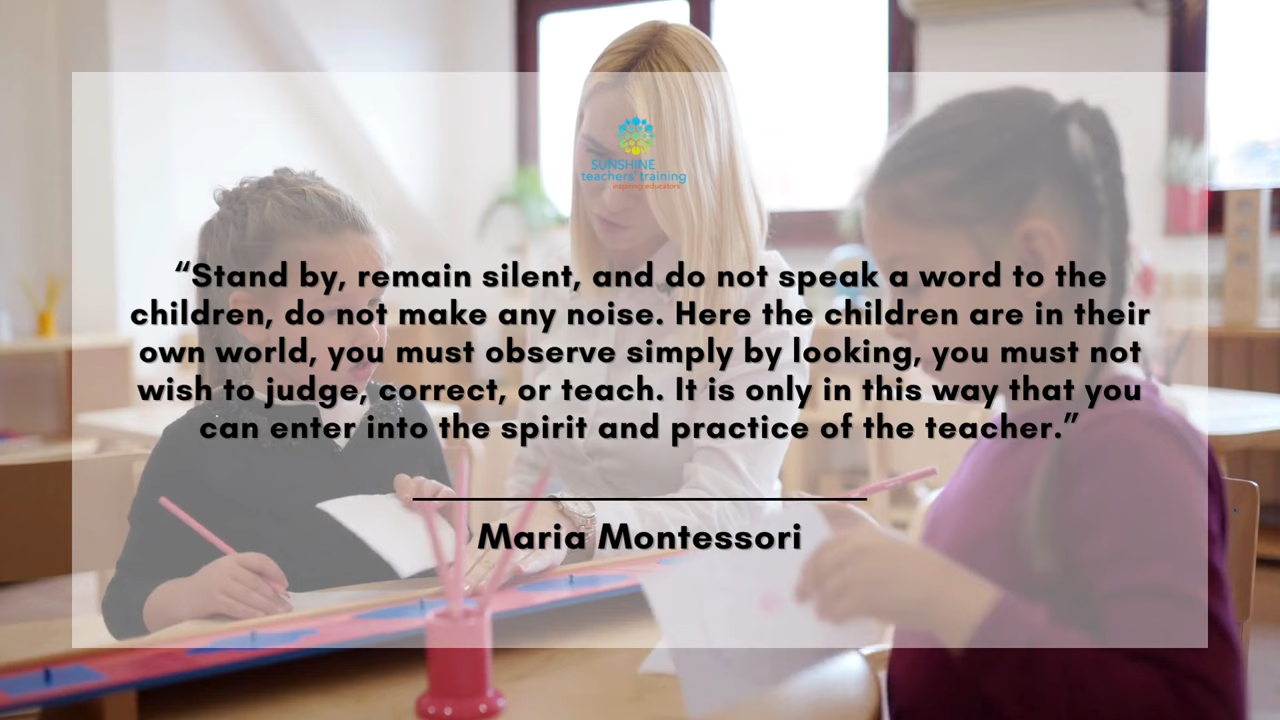 SUNSHINE
teachers' training
inspiring educators
“Stand by, remain silent, and do not speak a word to the
children, do not make any noise. Here the children are in their
own world, you must observe simply by looking, you must not
wish to judge, correct, or teach. It is only in this way that you
can enter into the spirit and practice of the teacher.”
Maria Montessori